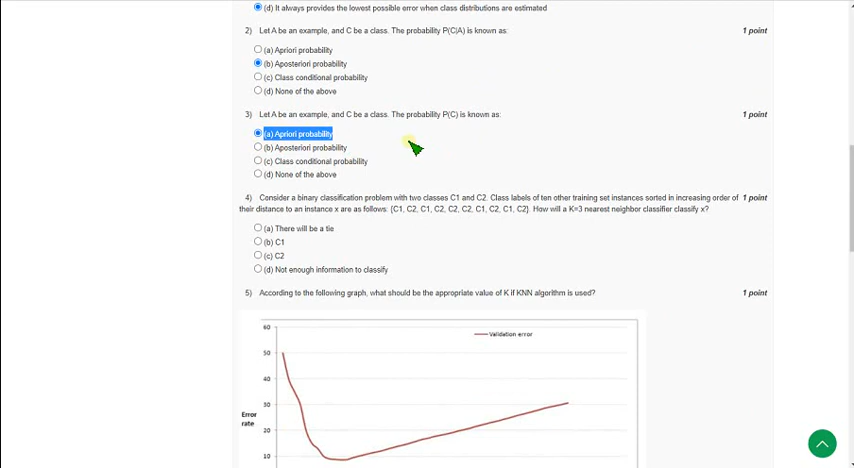 (d) It always provides the lowest possible error when class distributions are estimated
2) Let A be an example, and C be a class. The probability P(C|A) is known as: 1 point
(a) Apriori probability
(b) Aposteriori probability
(c) Class conditional probability
(d) None of the above
3) Let A be an example, and C be a class. The probability P(C) is known as: 1 point
(a) Apriori probability
(b) Aposteriori probability
(c) Class conditional probability
(d) None of the above
4) Consider a binary classification problem with two classes C1 and C2. Class labels of ten other training set instances sorted in increasing order of 1 point
their distance to an instance x are as follows: {C1, C2, C1, C2, C2, C2, C1, C2, C1, C2}. How will a K=3 nearest neighbor classifier classify x?
(a) There will be a tie
(b) C1
(c) C2
(d) Not enough information to classify
5) According to the following graph, what should be the appropriate value of K if KNN algorithm is used? 1 point
60
Validation error
50
40
30
Error
rate
20
10